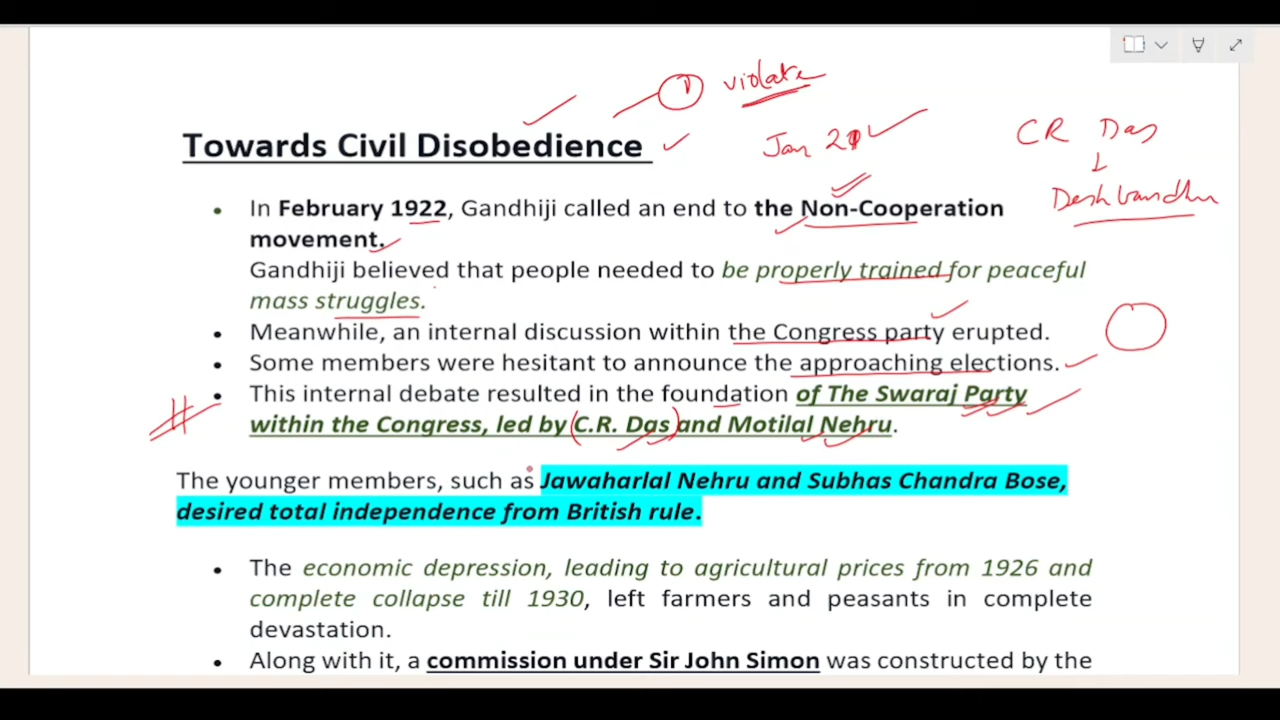 ① violate
Towards Civil Disobedience
Jan 21
CR Das
Deshbandhu
• In February 1922, Gandhiji called an end to the Non-Cooperation
movement.
Gandhiji believed that people needed to be properly trained for peaceful
mass struggles.
• Meanwhile, an internal discussion within the Congress party erupted.
• Some members were hesitant to announce the approaching elections.
• This internal debate resulted in the foundation of The Swaraj Party
within the Congress, led by (C.R. Das) and Motilal Nehru.
The younger members, such as Jawaharlal Nehru and Subhas Chandra Bose,
desired total independence from British rule.
• The economic depression, leading to agricultural prices from 1926 and
complete collapse till 1930, left farmers and peasants in complete
devastation.
• Along with it, a commission under Sir John Simon was constructed by the